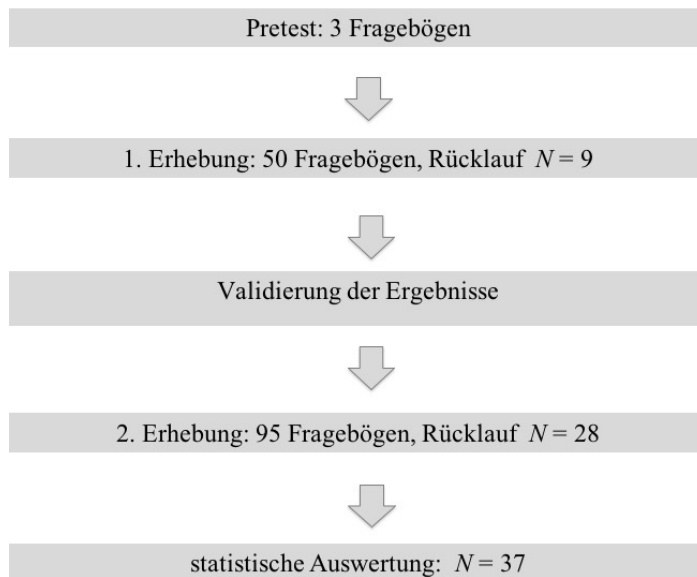 Pretest: 3 Fragebögen
1. Erhebung: 50 Fragebögen, Rücklauf N = 9
Validierung der Ergebnisse
2. Erhebung: 95 Fragebögen, Rücklauf N = 28
statistische Auswertung: N = 37